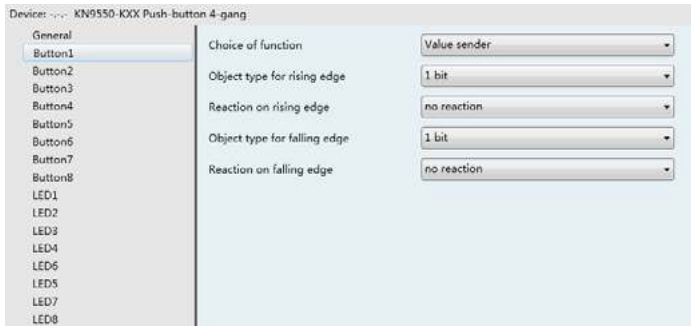 Device: -.-.- KN9550-KXX Push-button 4-gang
General
Button1
Button2
Button3
Button4
Button5
Button6
Button7
Button8
LED1
LED2
LED3
LED4
LED6
LED5
LED7
LED8
Choice of function Value sender
Object type for rising edge 1 bit
Reaction on rising edge no reaction
Object type for falling edge 1 bit
Reaction on falling edge no reaction